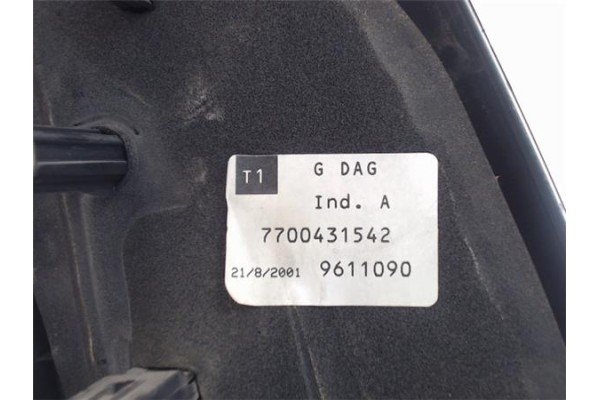 T1 G DAG
Ind. A
7700431542
21/8/2001 9611090